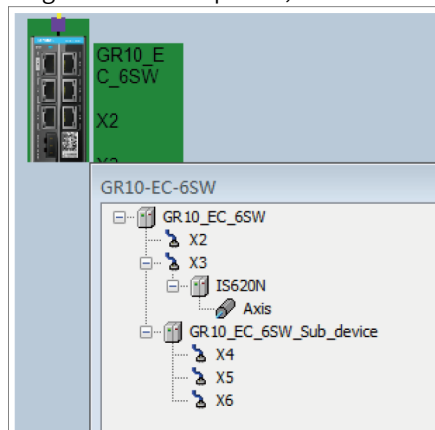 GR10_E
C_6SW
X2
GR10-EC-6SW
GR10_EC_6SW
X2
X3
IS620N
Axis
GR10_EC_6SW_Sub_device
X4
X5
X6